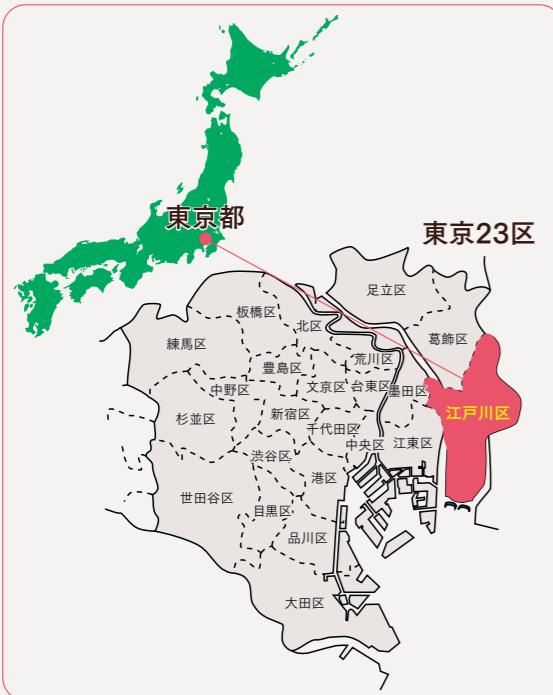 東京都
東京23区
足立区
板橋区
北区
葛飾区
練馬区
荒川区
豊島区
中野区
文京区
台東区
墨田区
杉並区
新宿区
江戸川区
千代田区
中央区
江東区
渋谷区
港区
世田谷区
目黒区
品川区
大田区